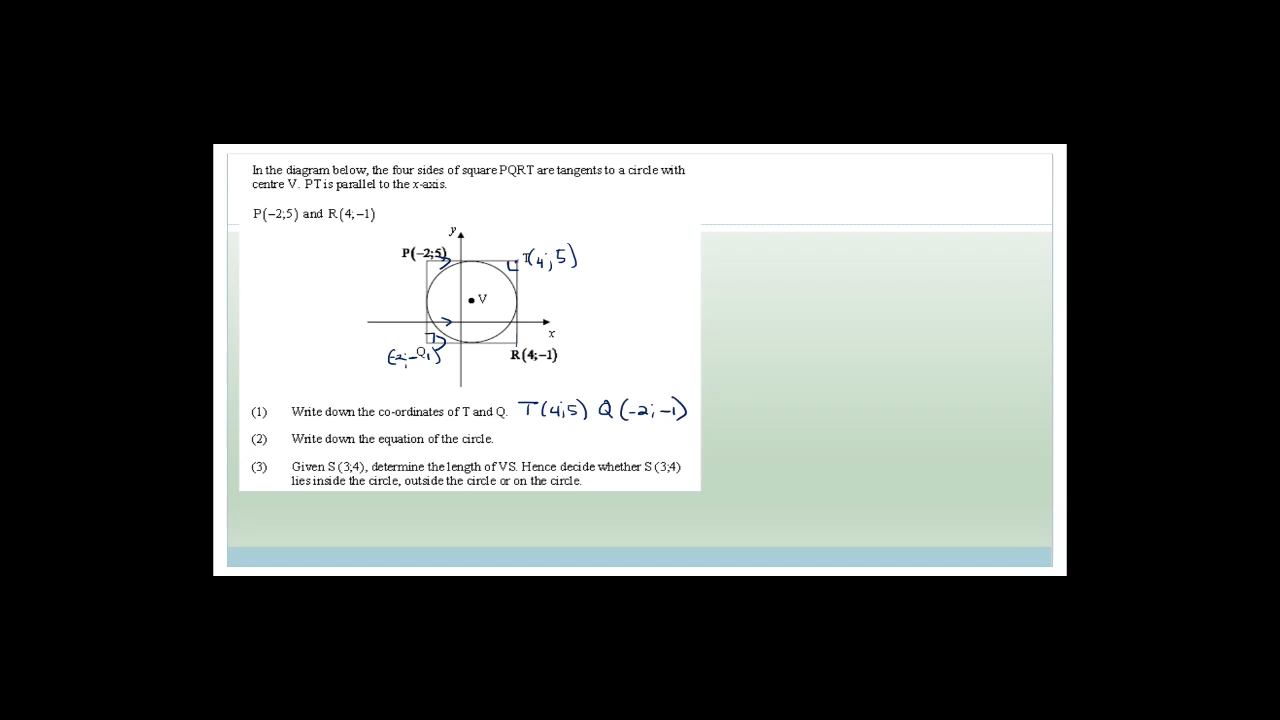 In the diagram below, the four sides of square PQRT are tangents to a circle with
centre V. PT is parallel to the x-axis.
P(−2;5) and R(4;−1)
y
P(−2;5)
T(4;5)
V
x
Q
(-2;-1)
R(4;−1)
(1) Write down the co-ordinates of T and Q. T(4;5) Q(-2;-1)
(2) Write down the equation of the circle.
(3) Given S (3;4), determine the length of VS. Hence decide whether S (3;4)
lies inside the circle, outside the circle or on the circle.